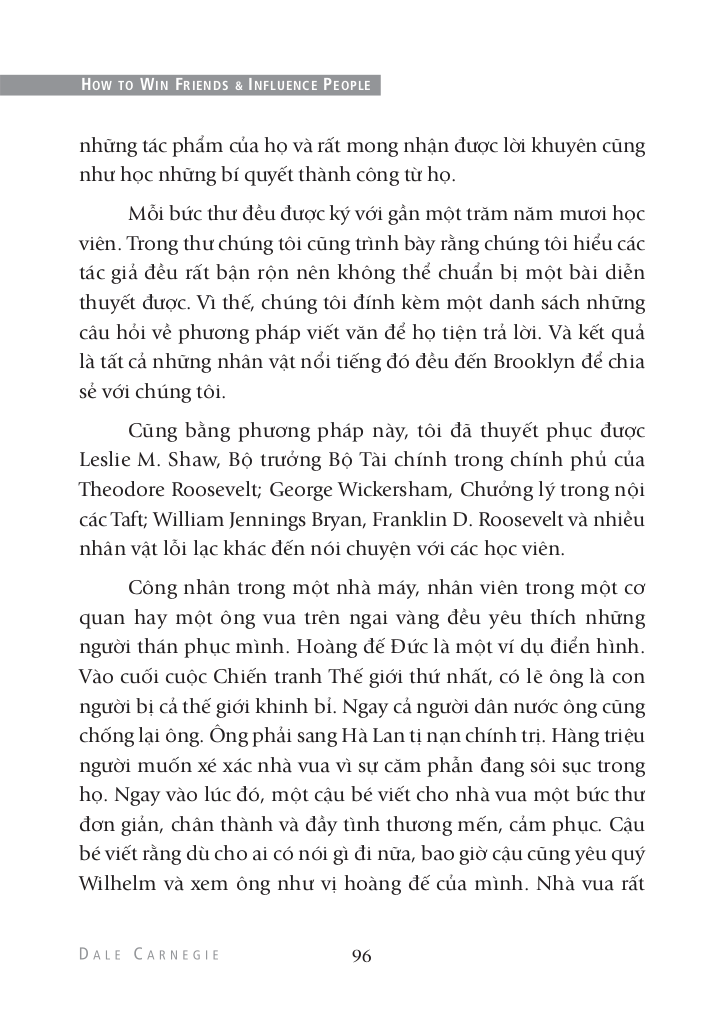 HOW TO WIN FRIENDS & INFLUENCE PEOPLE
những tác phẩm của họ và rất mong nhận được lời khuyên cũng
như học những bí quyết thành công từ họ.
Mỗi bức thư đều được ký với gần một trăm năm mươi học
viên. Trong thư chúng tôi cũng trình bày rằng chúng tôi hiểu các
tác giả đều rất bận rộn nên không thể chuẩn bị một bài diễn
thuyết được. Vì thế, chúng tôi đính kèm một danh sách những
câu hỏi về phương pháp viết văn để họ tiện trả lời. Và kết quả
là tất cả những nhân vật nổi tiếng đó đều đến Brooklyn để chia
sẻ với chúng tôi.
Cũng bằng phương pháp này, tôi đã thuyết phục được
Leslie M. Shaw, Bộ trưởng Bộ Tài chính trong chính phủ của
Theodore Roosevelt; George Wickersham, Chưởng lý trong nội
các Taft; William Jennings Bryan, Franklin D. Roosevelt và nhiều
nhân vật lỗi lạc khác đến nói chuyện với các học viên.
Công nhân trong một nhà máy, nhân viên trong một cơ
quan hay một ông vua trên ngai vàng đều yêu thích những
người thán phục mình. Hoàng đế Đức là một ví dụ điển hình.
Vào cuối cuộc Chiến tranh Thế giới thứ nhất, có lẽ ông là con
người bị cả thế giới khinh bỉ. Ngay cả người dân nước ông cũng
chống lại ông. Ông phải sang Hà Lan tị nạn chính trị. Hàng triệu
người muốn xé xác nhà vua vì sự căm phẫn đang sôi sục trong
họ. Ngay vào lúc đó, một cậu bé viết cho nhà vua một bức thư
đơn giản, chân thành và đầy tình thương mến, cảm phục. Cậu
bé viết rằng dù cho ai có nói gì đi nữa, bao giờ cậu cũng yêu quý
Wilhelm và xem ông như vị hoàng đế của mình. Nhà vua rất
DALE CARNEGIE 96